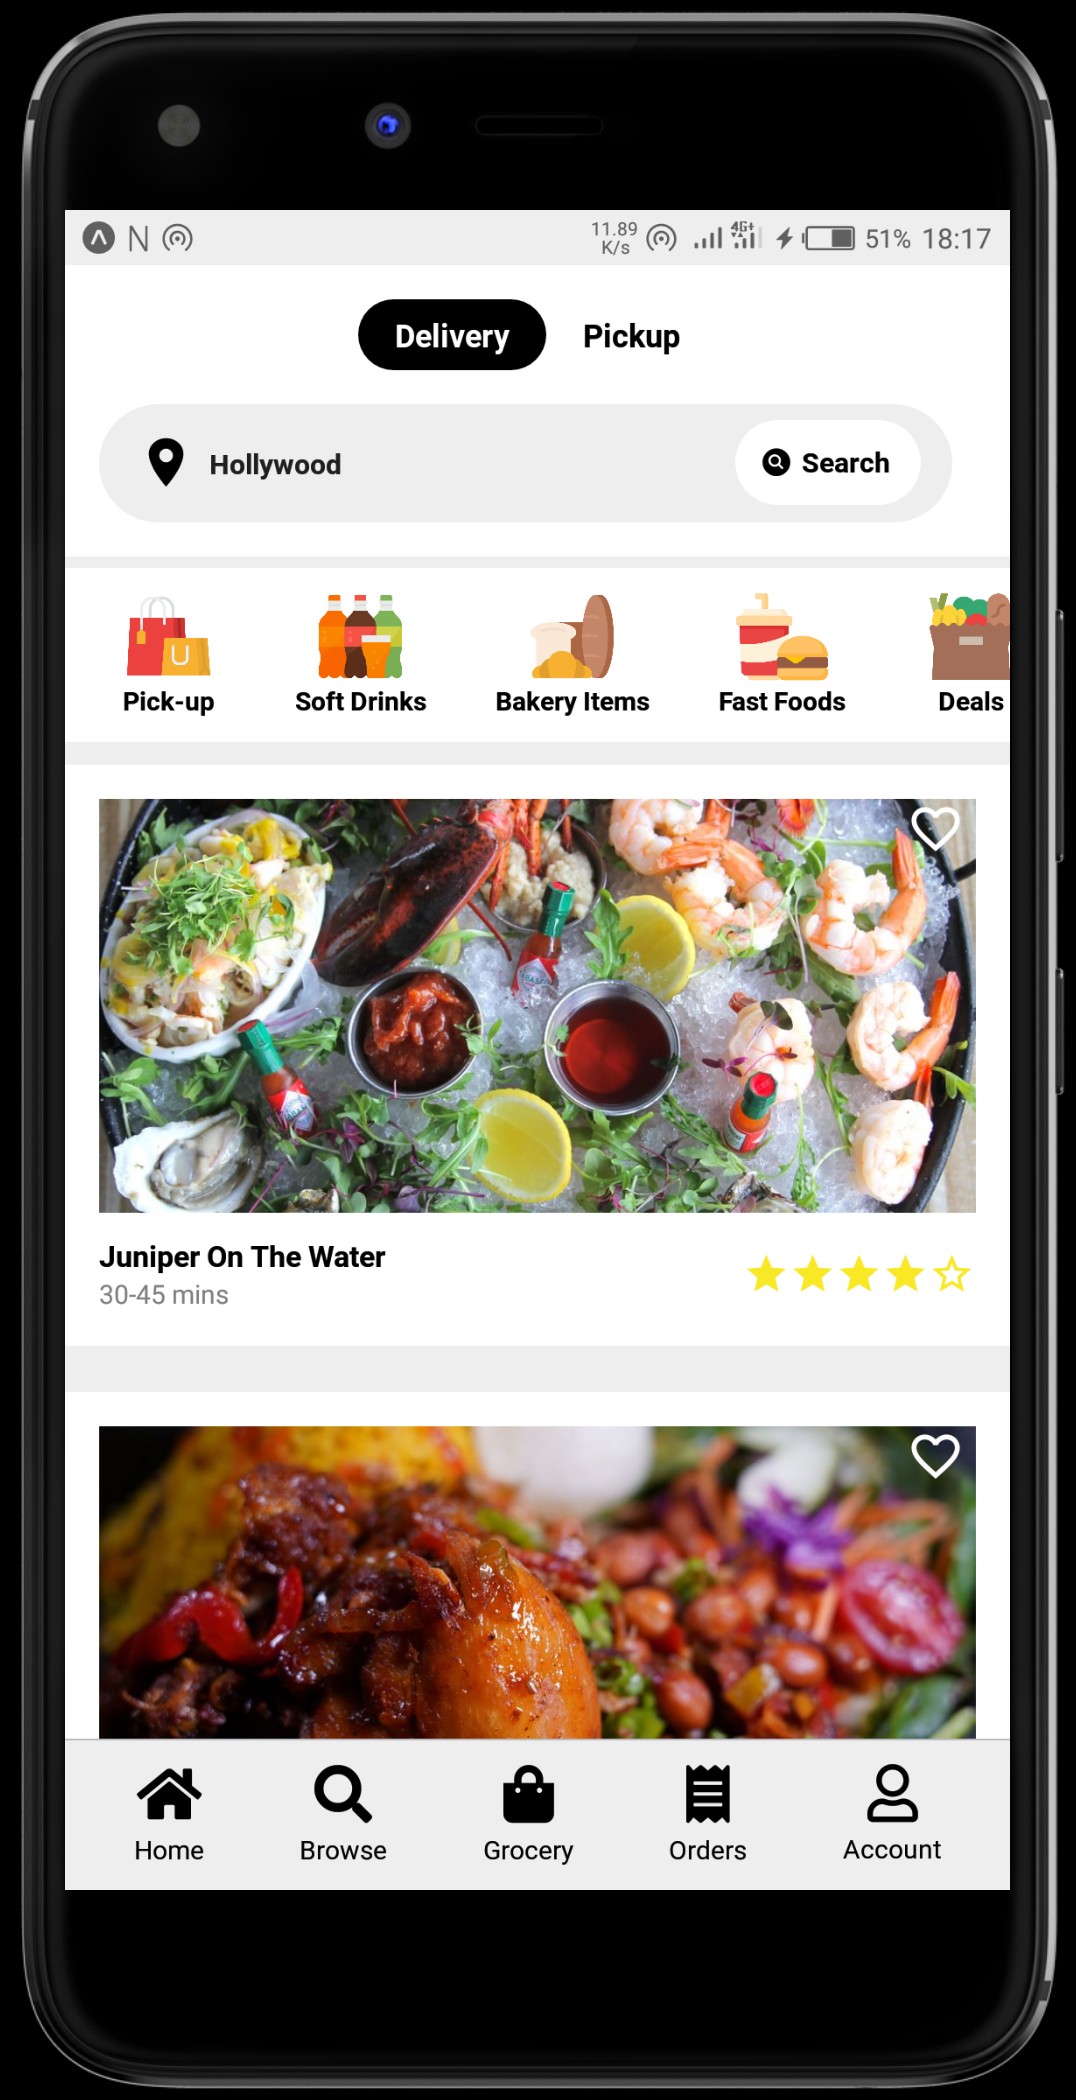 N
11.89
K/s
4G+
51% 18:17
Delivery Pickup
Hollywood Search
Pick-up Soft Drinks Bakery Items Fast Foods Deals
Juniper On The Water
30-45 mins
Home Browse Grocery Orders Account